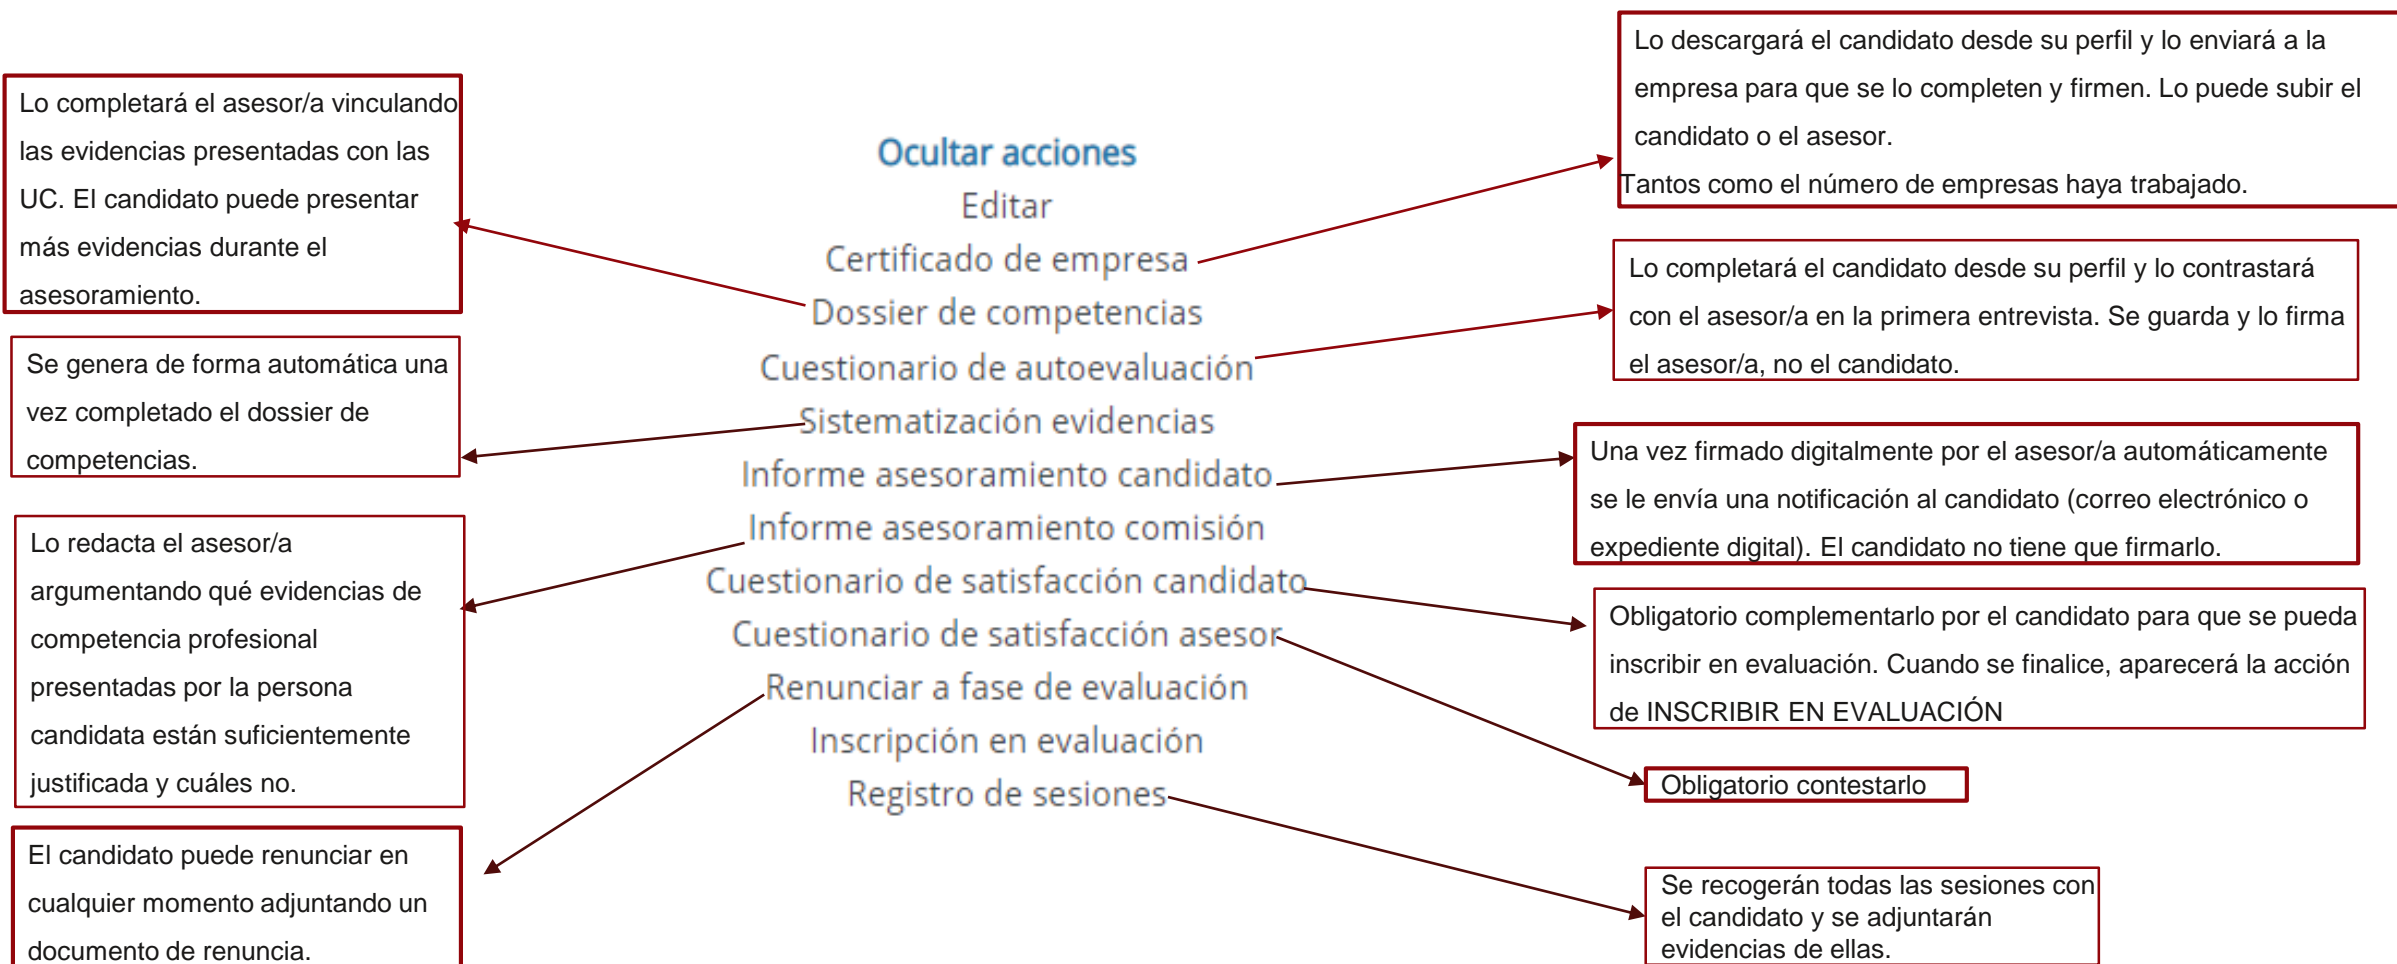 Lo completará el asesor/a vinculando
las evidencias presentadas con las
UC. El candidato puede presentar
más evidencias durante el
asesoramiento.
Se genera de forma automática una
vez completado el dossier de
competencias.
Lo redacta el asesor/a
argumentando qué evidencias de
competencia profesional
presentadas por la persona
candidata están suficientemente
justificada y cuáles no.
El candidato puede renunciar en
cualquier momento adjuntando un
documento de renuncia.
Ocultar acciones
Editar
Certificado de empresa
Dossier de competencias
Cuestionario de autoevaluación
Sistematización evidencias
Informe asesoramiento candidato
Informe asesoramiento comisión
Cuestionario de satisfacción candidato
Cuestionario de satisfacción asesor
Renunciar a fase de evaluación
Inscripción en evaluación
Registro de sesiones
Lo descargará el candidato desde su perfil y lo enviará a la
empresa para que se lo completen y firmen. Lo puede subir el
candidato o el asesor.
Tantos como el número de empresas haya trabajado.
Lo completará el candidato desde su perfil y lo contrastará
con el asesor/a en la primera entrevista. Se guarda y lo firma
el asesor/a, no el candidato.
Una vez firmado digitalmente por el asesor/a automáticamente
se le envía una notificación al candidato (correo electrónico o
expediente digital). El candidato no tiene que firmarlo.
Obligatorio complementarlo por el candidato para que se pueda
inscribir en evaluación. Cuando se finalice, aparecerá la acción
de INSCRIBIR EN EVALUACIÓN
Obligatorio contestarlo
Se recogerán todas las sesiones con
el candidato y se adjuntarán
evidencias de ellas.